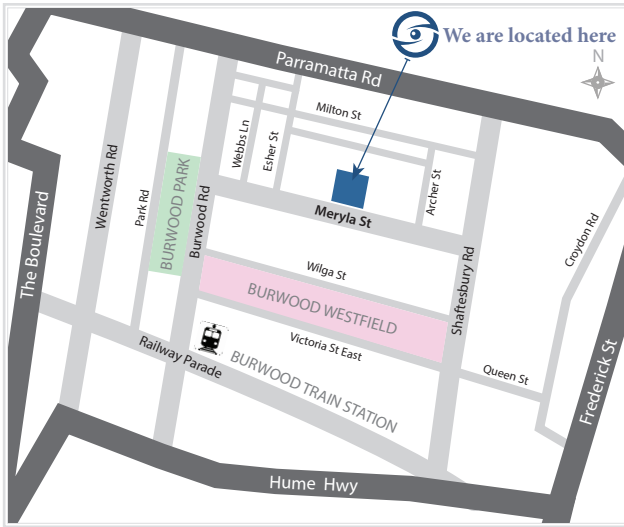 We are located here
N
Parramatta Rd
Milton St
Webbs Ln
Esher St
Archer St
Wentworth Rd
Park Rd
BURWOOD PARK
Burwood Rd
Meryla St
Croydon Rd
The Boulevard
Wilga St
Shaftesbury Rd
BURWOOD WESTFIELD
Victoria St East
Railway Parade
BURWOOD TRAIN STATION
Queen St
Frederick St
Hume Hwy